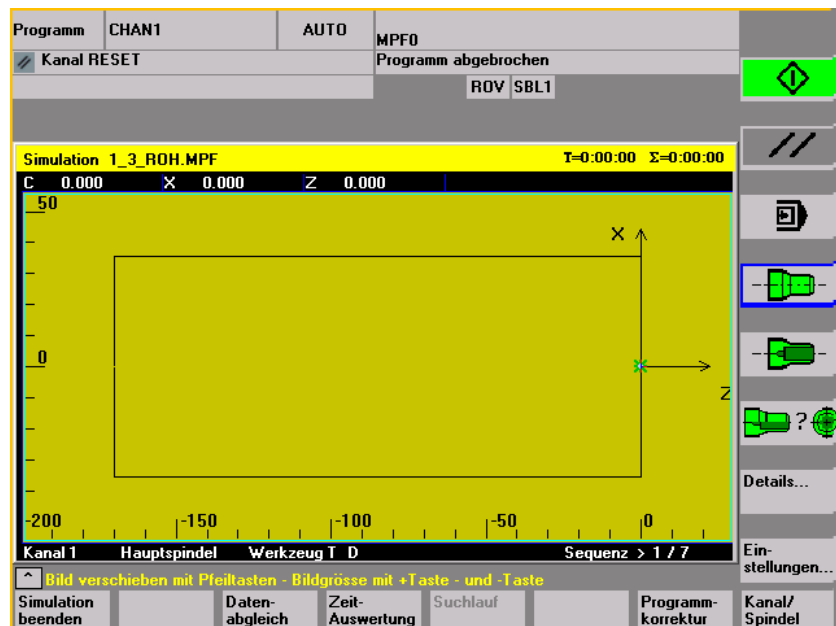 Programm CHAN1 AUTO MPF0
Kanal RESET Programm abgebrochen
ROV SBL1
Simulation 1_3_ROH.MPF T=0:00:00 Σ=0:00:00
C 0.000 X 0.000 Z 0.000
50
X
0
Z
-200 -150 -100 -50 0
Kanal 1 Hauptspindel Werkzeug T D Sequenz > 1 / 7
^ Bild verschieben mit Pfeiltasten - Bildgrösse mit +Taste - und -Taste
?
Details...
Ein-
stellungen...
Simulation
beenden
Daten-
abgleich
Zeit-
Auswertung
Suchlauf
Programm-
korrektur
Kanal/
Spindel